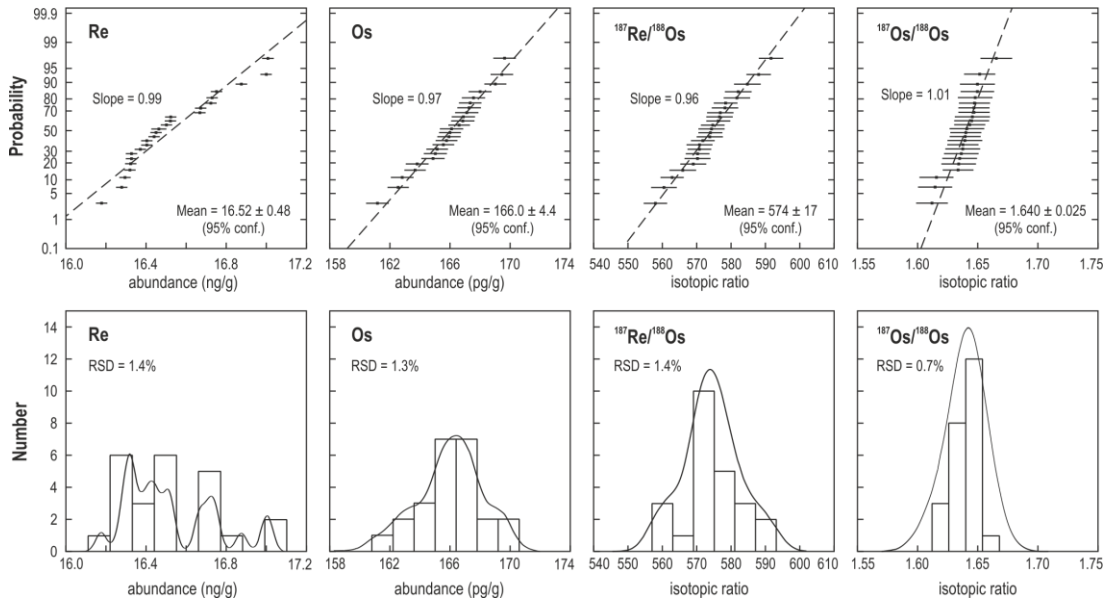 Probability
99.9
99
95
90
80
70
50
30
20
10
5
1
0.1
Re
Slope = 0.99
Mean = 16.52 ± 0.48
(95% conf.)
16.0 16.4 16.8 17.2
abundance (ng/g)
Os
Slope = 0.97
Mean = 166.0 ± 4.4
(95% conf.)
158 162 166 170 174
abundance (pg/g)
¹⁸⁷Re/¹⁸⁸Os
Slope = 0.96
Mean = 574 ± 17
(95% conf.)
540 550 560 570 580 590 600 610
isotopic ratio
¹⁸⁷Os/¹⁸⁸Os
Slope = 1.01
Mean = 1.640 ± 0.025
(95% conf.)
1.55 1.60 1.65 1.70 1.75
isotopic ratio
Number
14
12
10
8
6
4
2
0
Re
RSD = 1.4%
16.0 16.4 16.8 17.2
abundance (ng/g)
Os
RSD = 1.3%
158 162 166 170 174
abundance (pg/g)
¹⁸⁷Re/¹⁸⁸Os
RSD = 1.4%
540 550 560 570 580 590 600 610
isotopic ratio
¹⁸⁷Os/¹⁸⁸Os
RSD = 0.7%
1.55 1.60 1.65 1.70 1.75
isotopic ratio